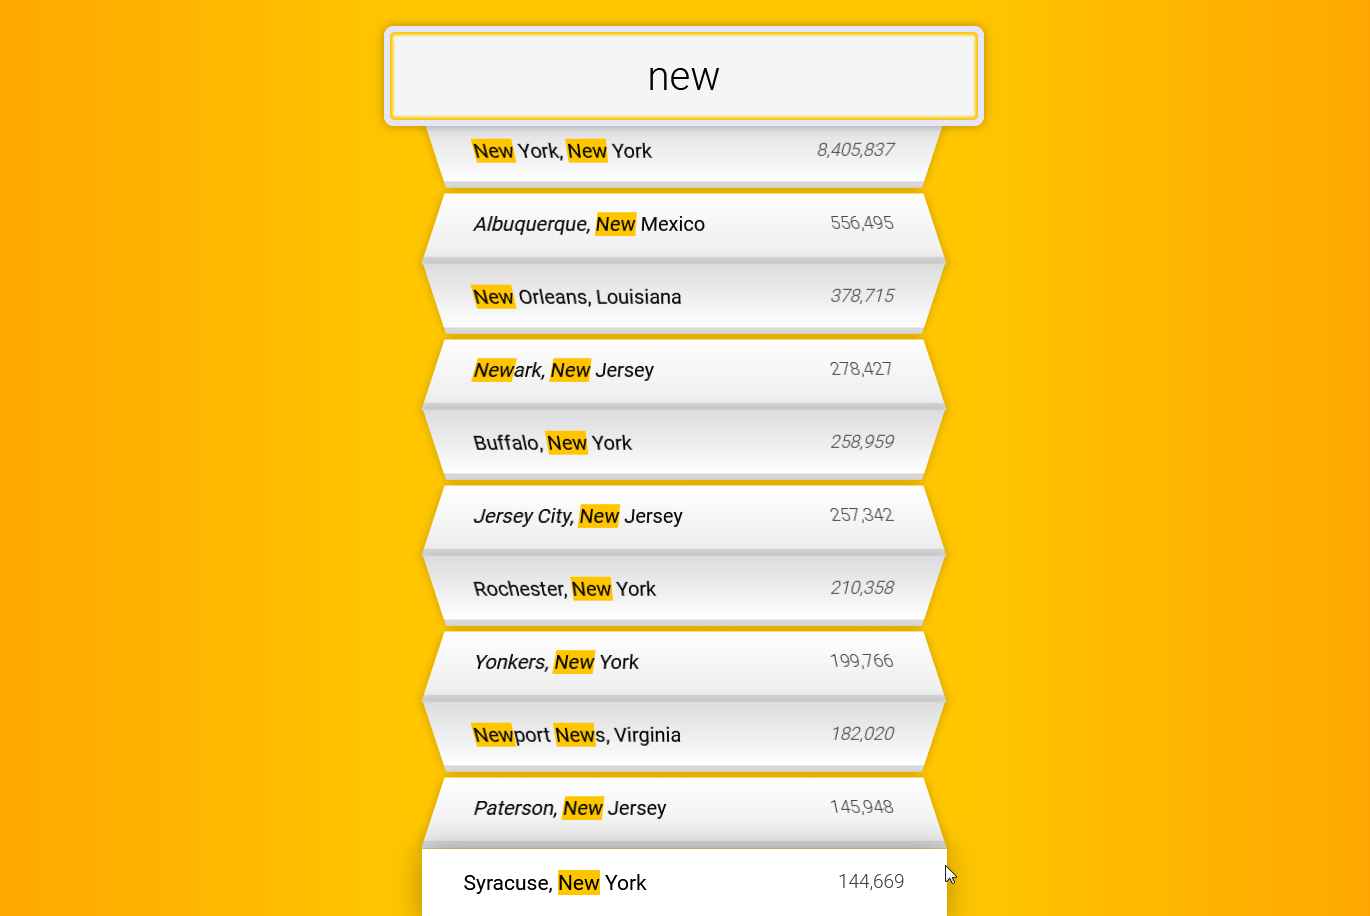 new
New York, New York 8,405,837
Albuquerque, New Mexico 556,495
New Orleans, Louisiana 378,715
Newark, New Jersey 278,427
Buffalo, New York 258,959
Jersey City, New Jersey 257,342
Rochester, New York 210,358
Yonkers, New York 199,766
Newport News, Virginia 182,020
Paterson, New Jersey 145,948
Syracuse, New York 144,669